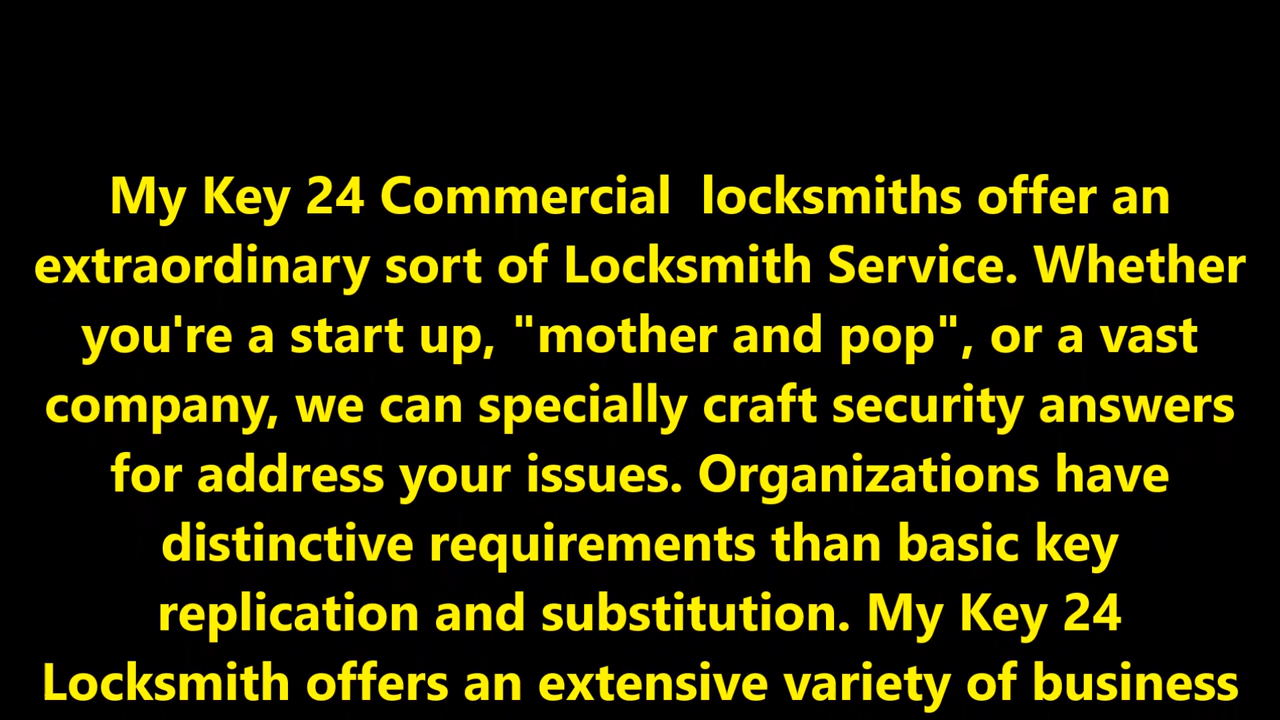 My Key 24 Commercial  locksmiths offer an
extraordinary sort of Locksmith Service. Whether
you're a start up, "mother and pop", or a vast
company, we can specially craft security answers
for address your issues. Organizations have
distinctive requirements than basic key
replication and substitution. My Key 24
Locksmith offers an extensive variety of business